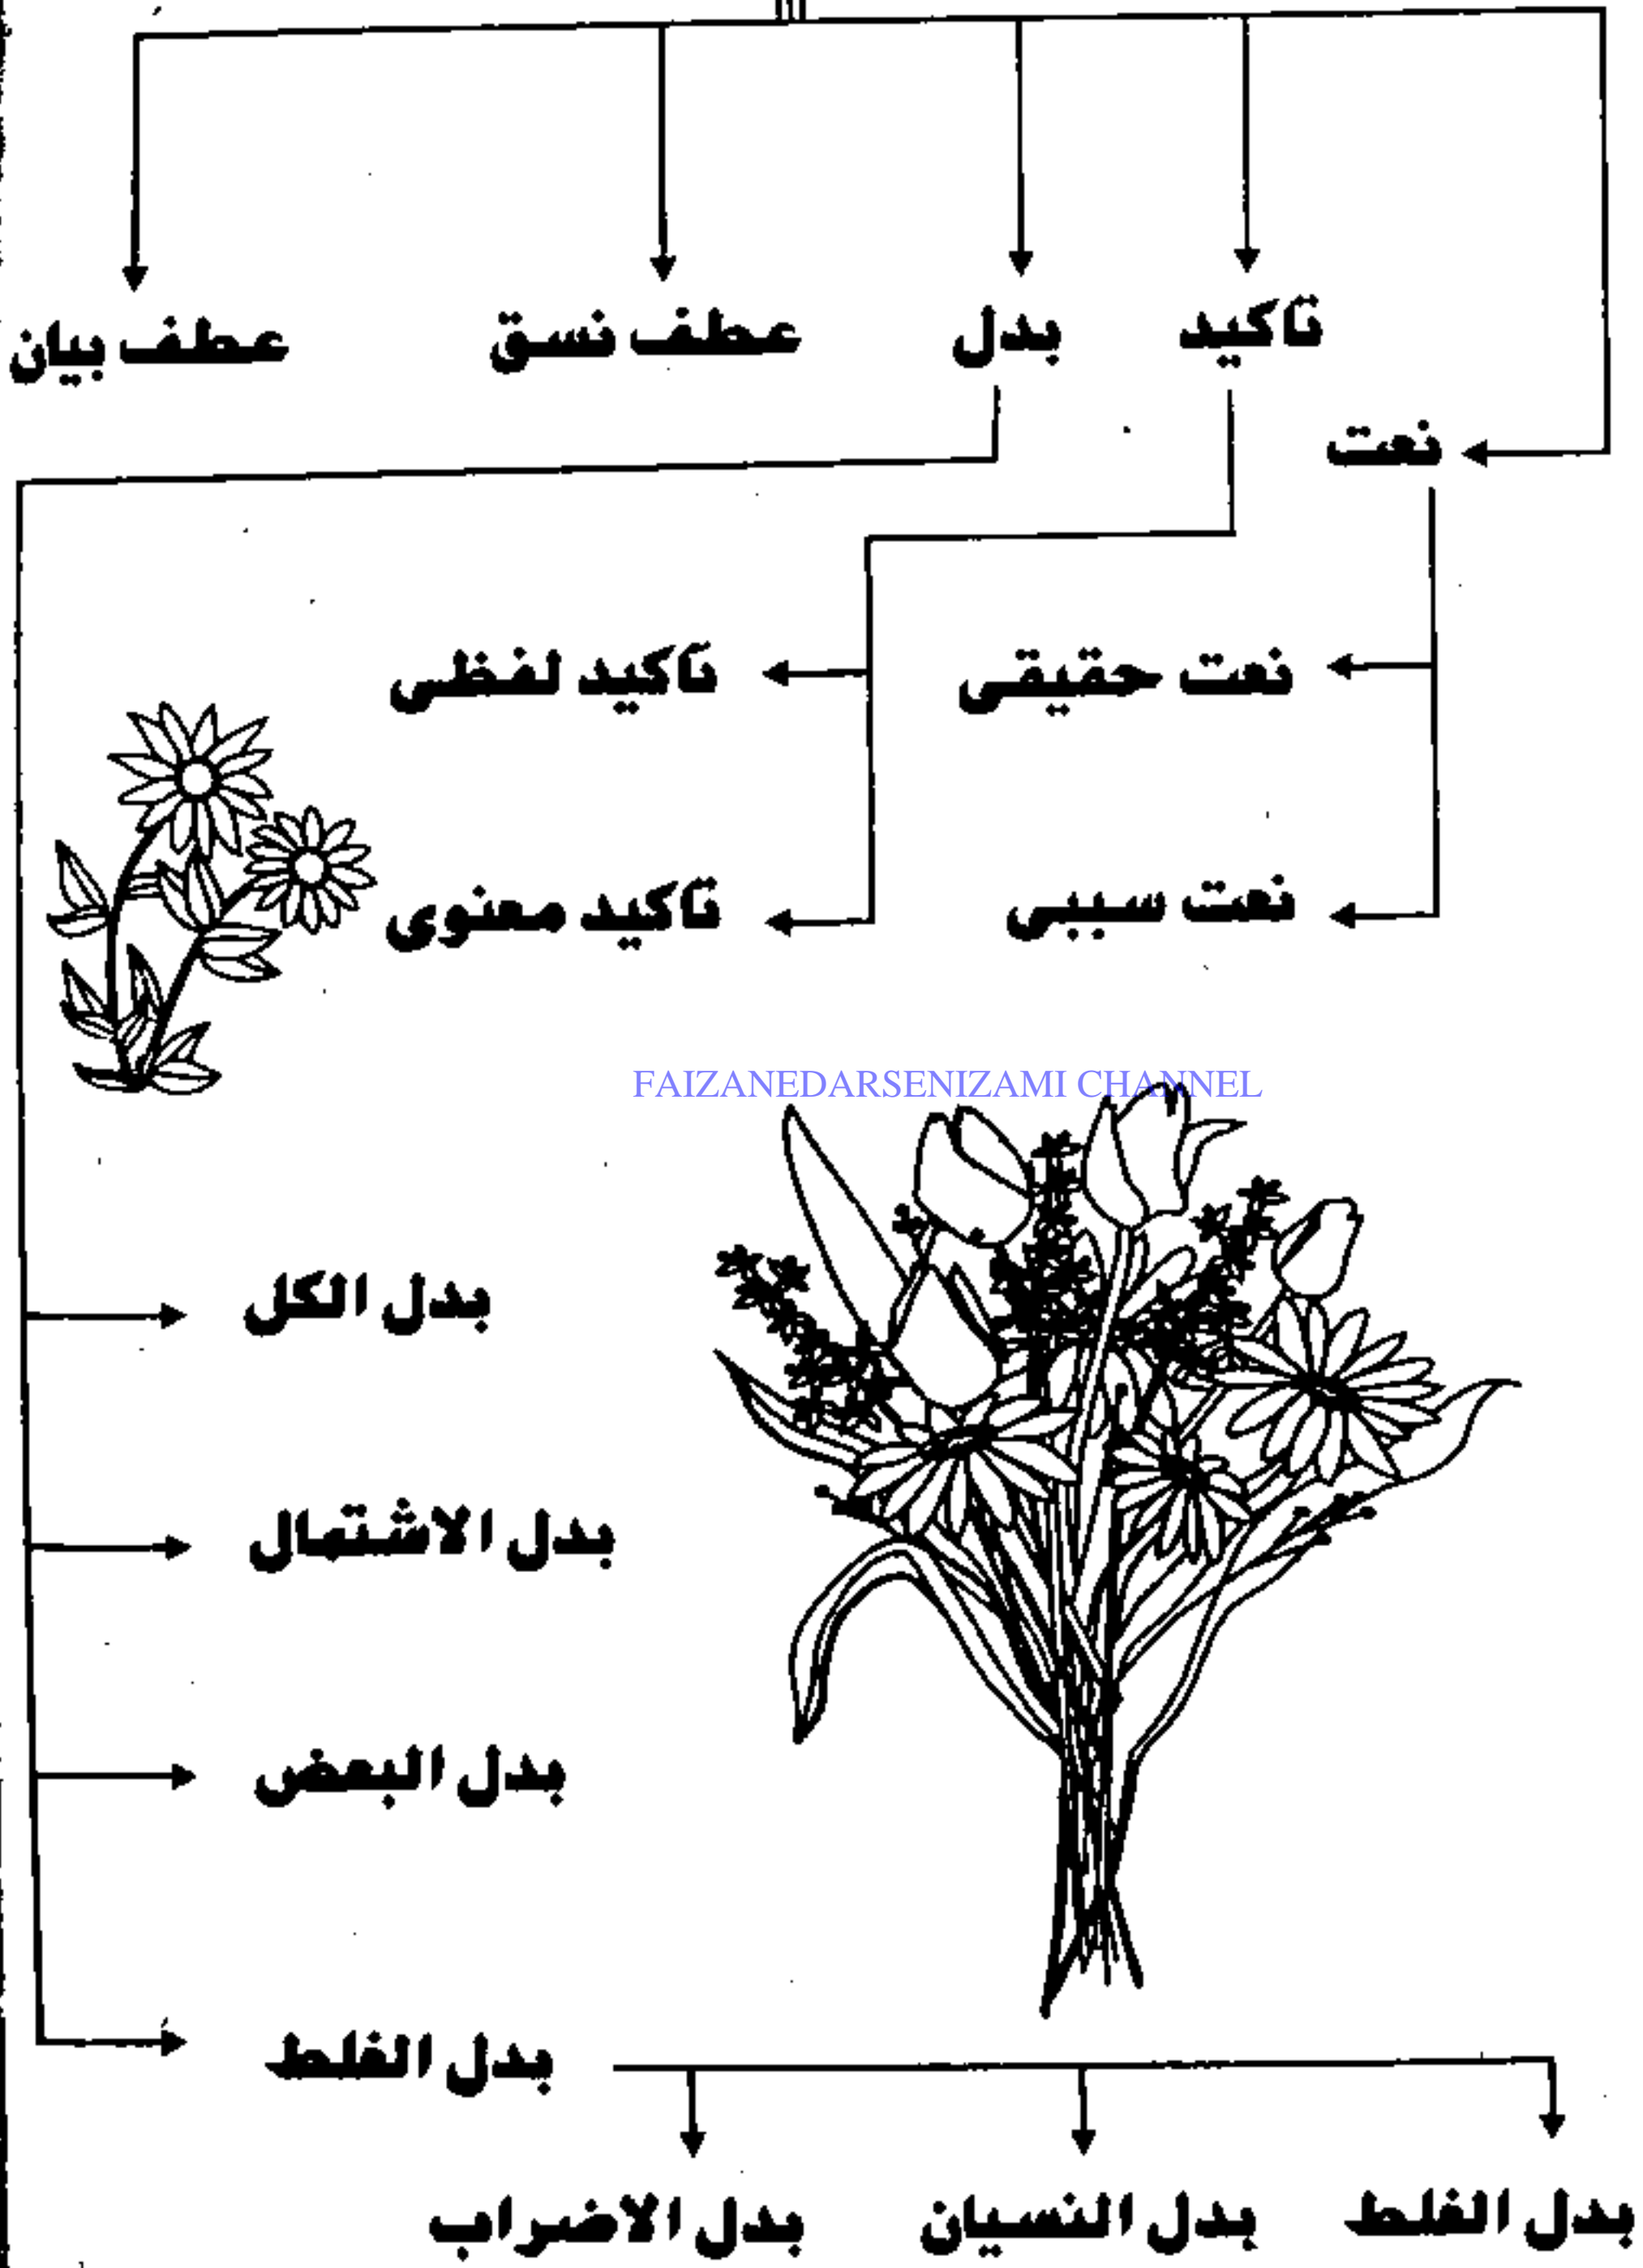 تاکید بدل عطف نسق عطف بیان
نعت
نعت حقیقی تاکید لفظی
نعت سببی تاکید معنوی
FAIZANEDARSENIZAMI CHANNEL
بدل الکل
بدل الاشتمال
بدل البعض
بدل الغلط
بدل الغلط بدل النسیان بدل الاضراب